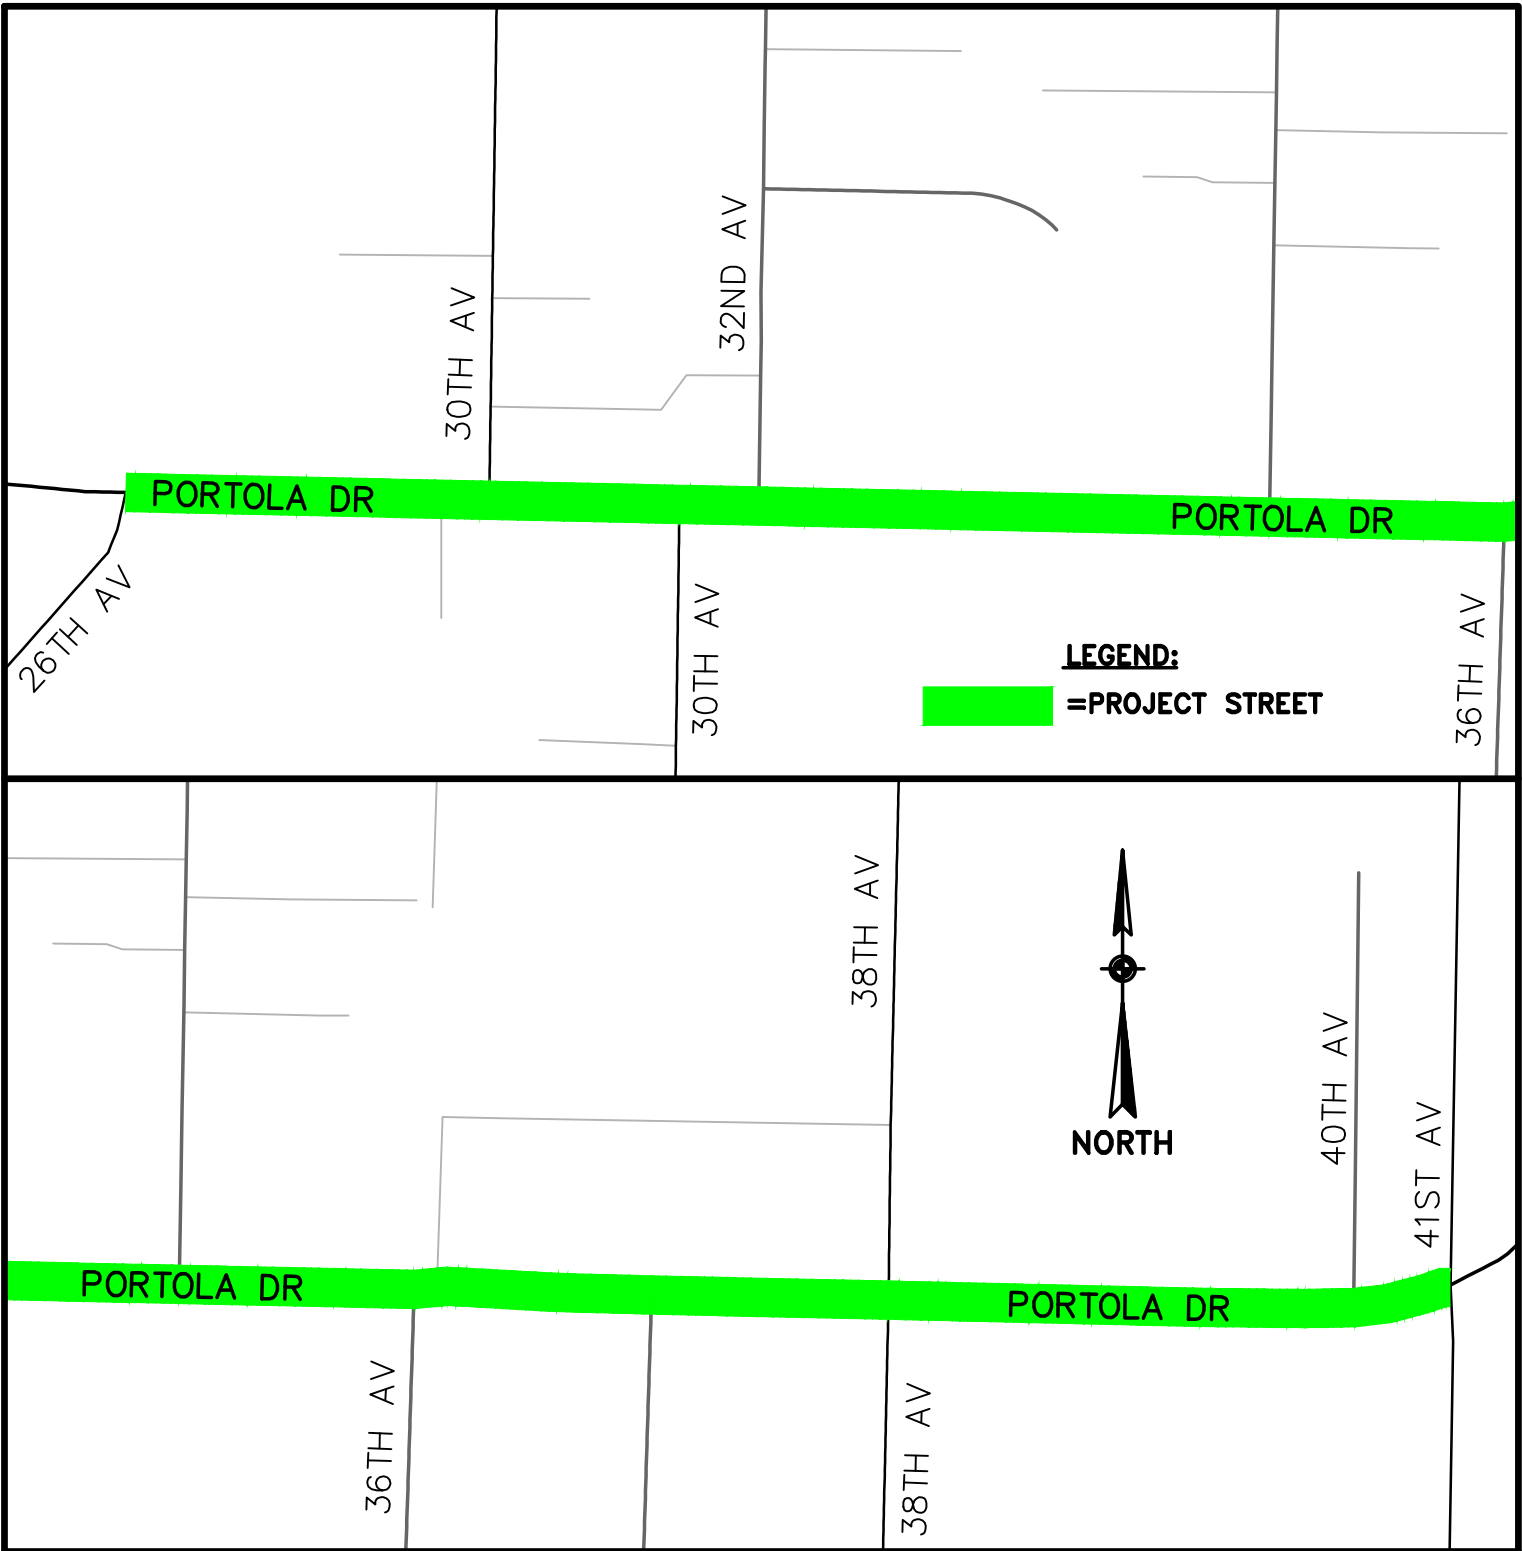 32ND AV
30TH AV
PORTOLA DR
PORTOLA DR
26TH AV
30TH AV
36TH AV
LEGEND:
=PROJECT STREET
38TH AV
40TH AV
41ST AV
NORTH
PORTOLA DR
PORTOLA DR
36TH AV
38TH AV